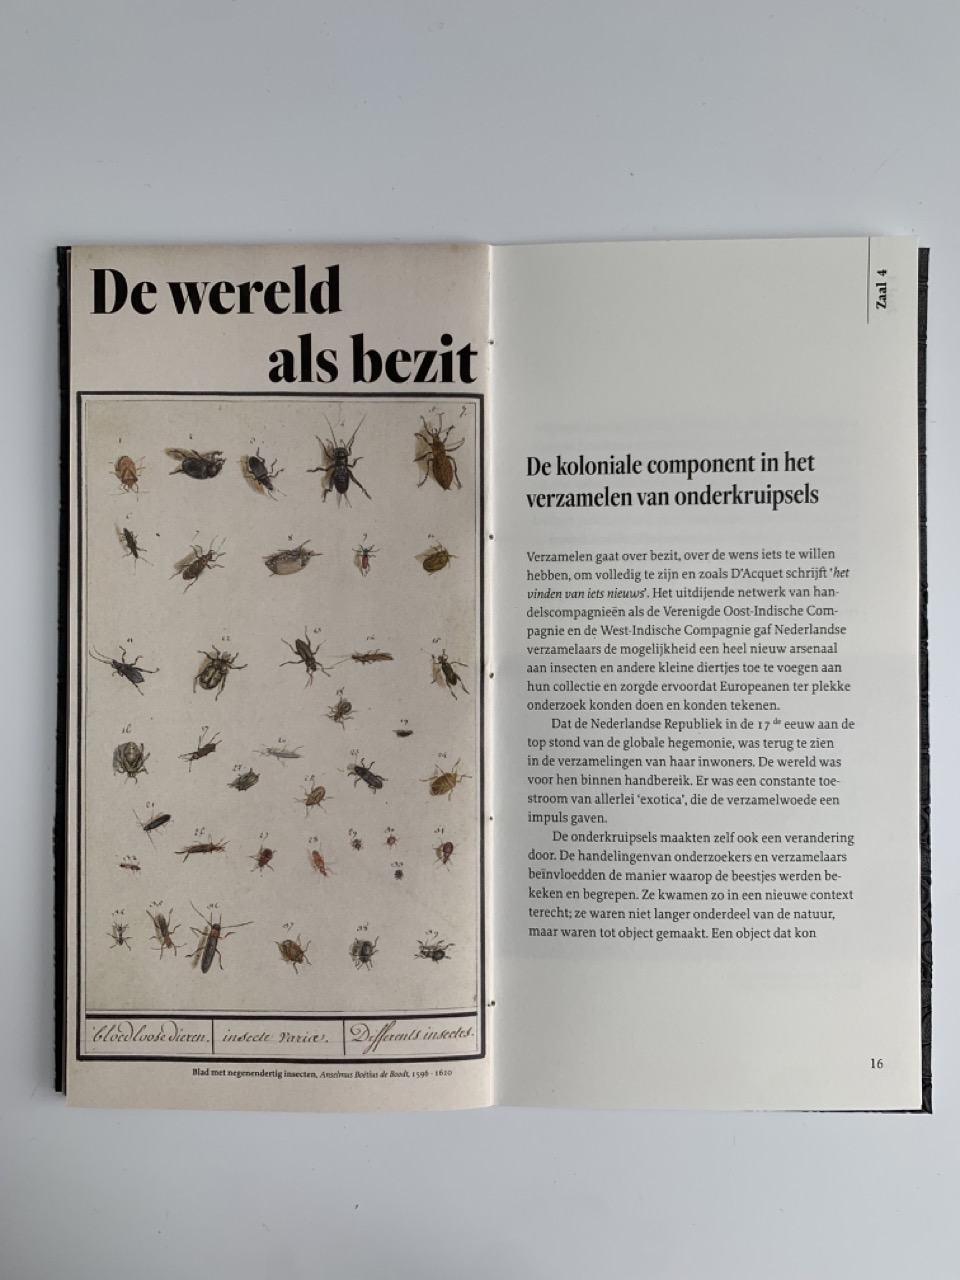 De wereld
als bezit
bloedloose dieren. insecte variæ. Differents insectes.
Blad met negenendertig insecten, Anselmus Boëtius de Boodt, 1596 - 1610
Zaal 4
De koloniale component in het
verzamelen van onderkruipsels
Verzamelen gaat over bezit, over de wens iets te willen
hebben, om volledig te zijn en zoals D’Acquet schrijft ‘het
vinden van iets nieuws’. Het uitdijende netwerk van han-
delscompagnieën als de Verenigde Oost-Indische Com-
pagnie en de West-Indische Compagnie gaf Nederlandse
verzamelaars de mogelijkheid een heel nieuw arsenaal
aan insecten en andere kleine diertjes toe te voegen aan
hun collectie en zorgde ervoordat Europeanen ter plekke
onderzoek konden doen en konden tekenen.
Dat de Nederlandse Republiek in de 17de eeuw aan de
top stond van de globale hegemonie, was terug te zien
in de verzamelingen van haar inwoners. De wereld was
voor hen binnen handbereik. Er was een constante toe-
stroom van allerlei ‘exotica’, die de verzamelwoede een
impuls gaven.
De onderkruipsels maakten zelf ook een verandering
door. De handelingenvan onderzoekers en verzamelaars
beïnvloedden de manier waarop de beestjes werden be-
keken en begrepen. Ze kwamen zo in een nieuwe context
terecht; ze waren niet langer onderdeel van de natuur,
maar waren tot object gemaakt. Een object dat kon
16